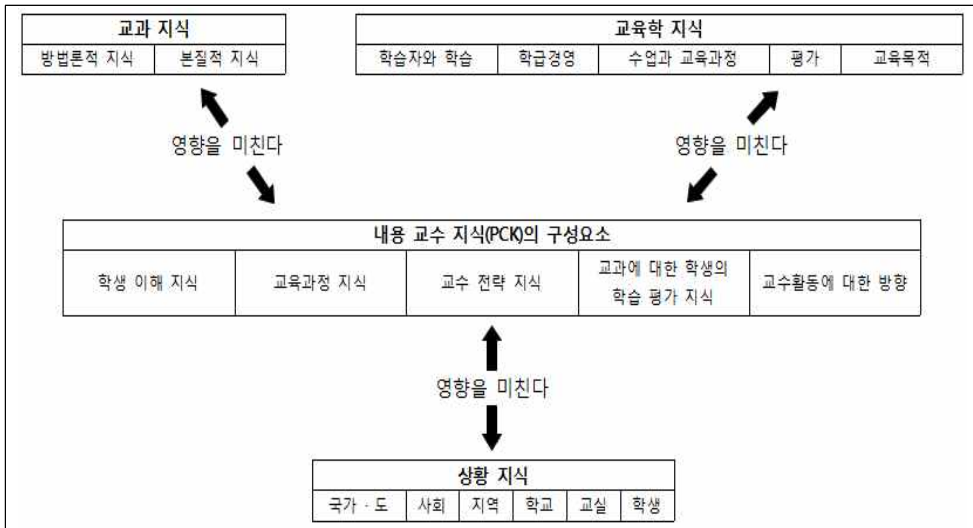 교과 지식
방법론적 지식 본질적 지식
교육학 지식
학습자와 학습 학급경영 수업과 교육과정 평가 교육목적
영향을 미친다
영향을 미친다
내용 교수 지식(PCK)의 구성요소
학생 이해 지식 교육과정 지식 교수 전략 지식 교과에 대한 학생의
학습 평가 지식 교수활동에 대한 방향
영향을 미친다
상황 지식
국가·도 사회 지역 학교 교실 학생